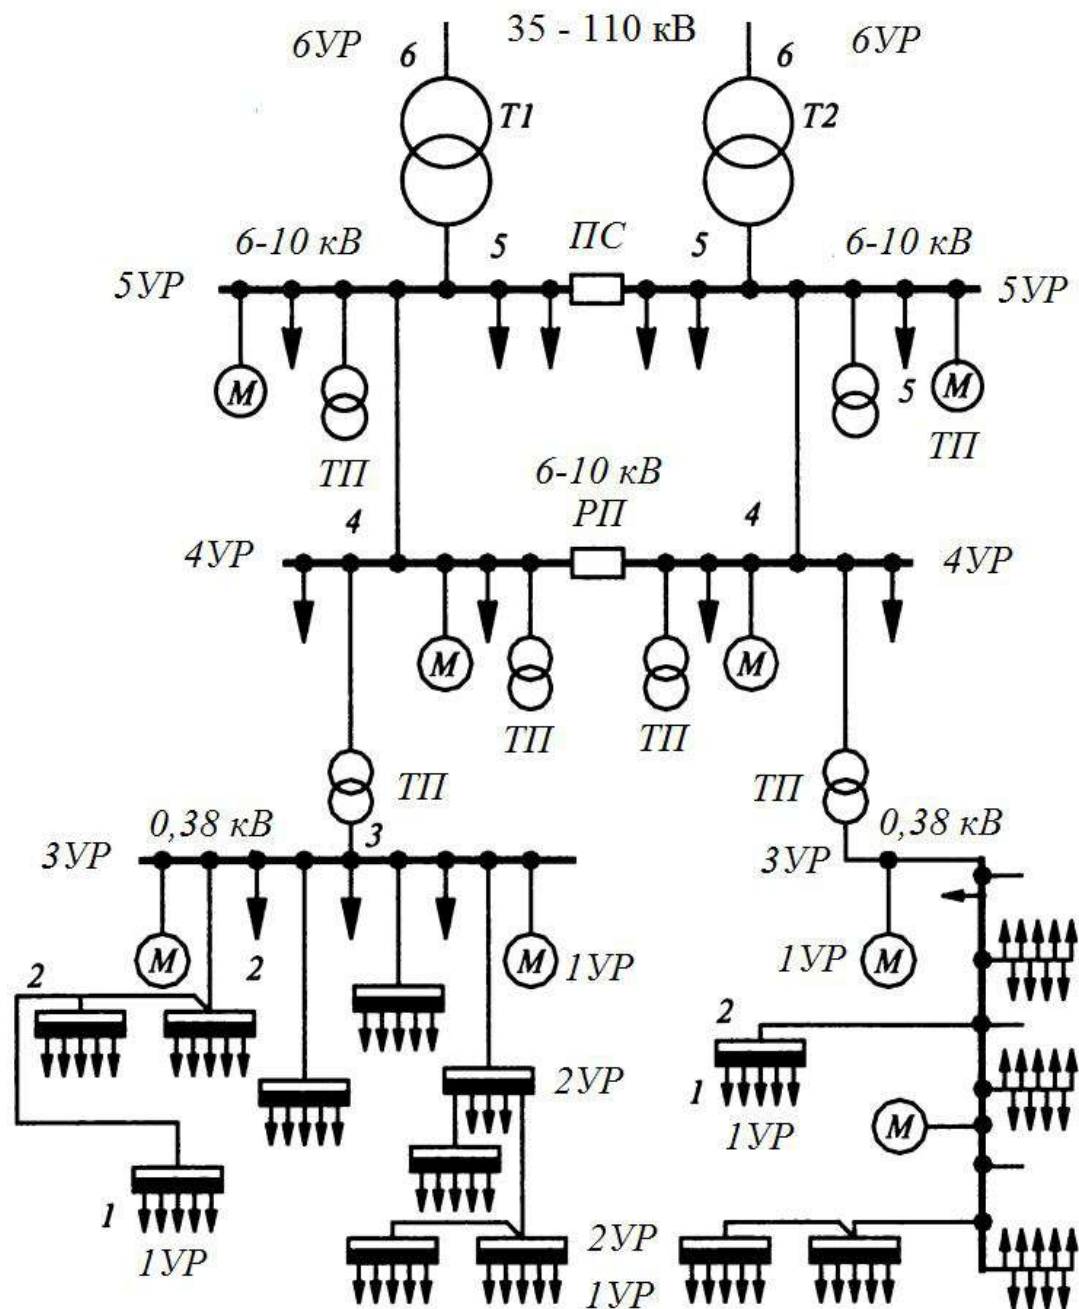 6УР 6 35 - 110 кВ 6 6УР
Т1 Т2
6-10 кВ 5 ПС 5 6-10 кВ
5УР 5УР
М 5 М
ТП ТП
6-10 кВ
4 РП 4
4УР 4УР
М М
ТП ТП
ТП ТП
0,38 кВ 3 0,38 кВ
3УР 3УР
М 2 М 1УР 1УР М
2 2
2УР 1
1УР М
1
1УР 2УР
1УР